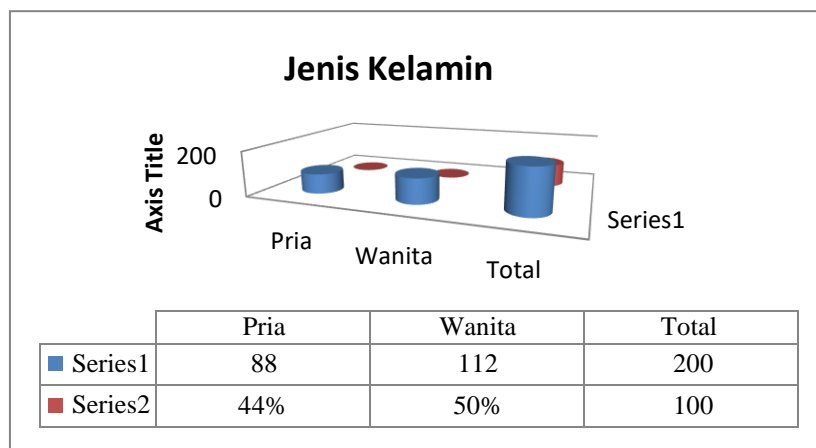 Jenis Kelamin
Axis Title
200
0
Pria
Wanita
Total
Series1
Pria Wanita Total
Series1 88 112 200
Series2 44% 50% 100